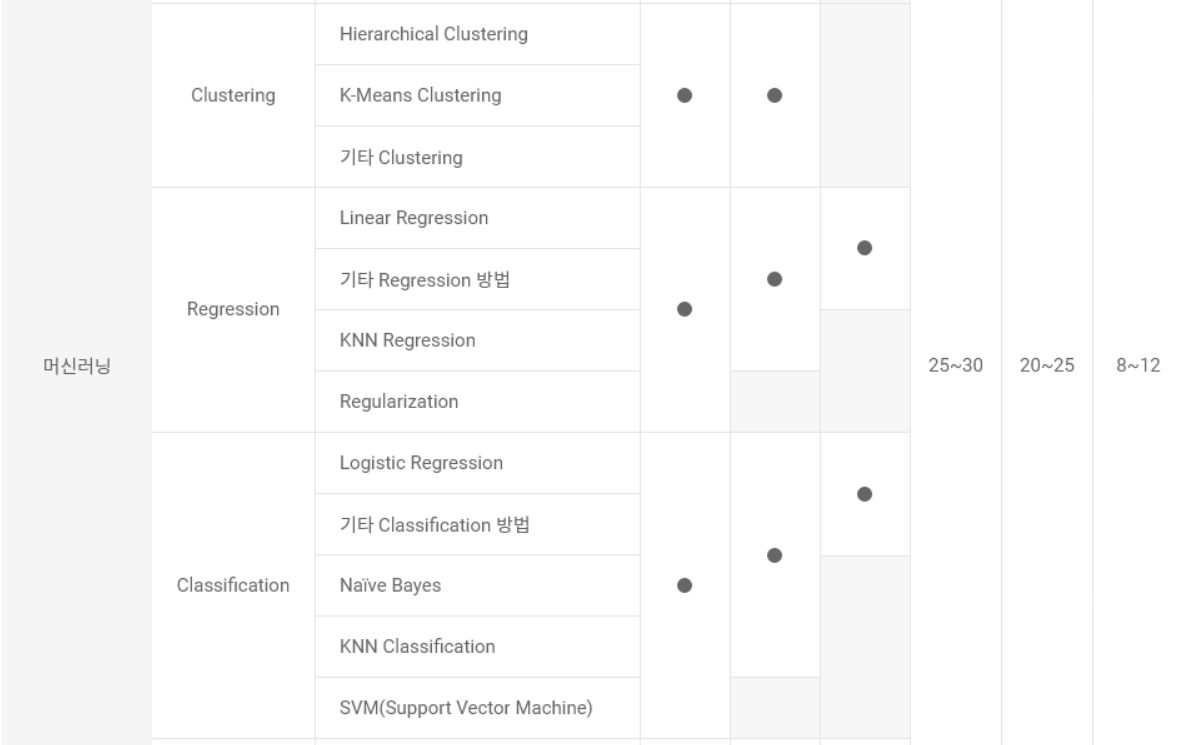 Hierarchical Clustering
Clustering
K-Means Clustering
기타 Clustering
Linear Regression
기타 Regression 방법
Regression
KNN Regression
머신러닝
25~30
20~25
8~12
Regularization
Logistic Regression
기타 Classification 방법
Classification
Naïve Bayes
KNN Classification
SVM(Support Vector Machine)